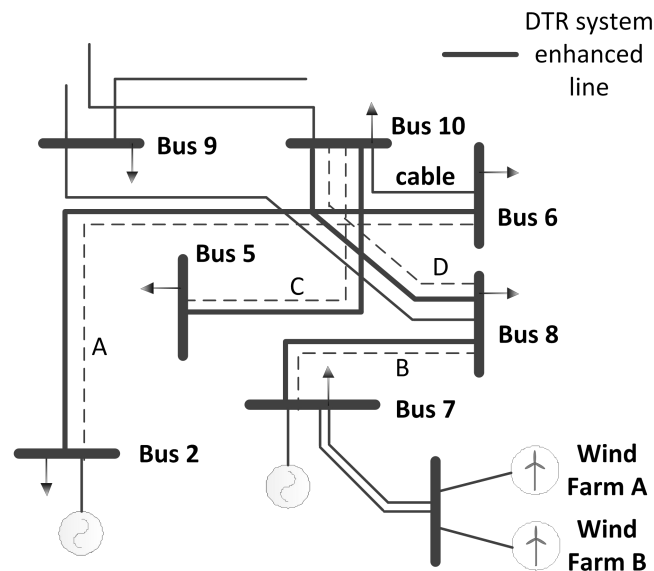 DTR system
enhanced
line
Bus 9
Bus 10
cable
Bus 6
Bus 5
D
C
Bus 8
A
B
Bus 7
Bus 2
Wind
Farm A
Wind
Farm B